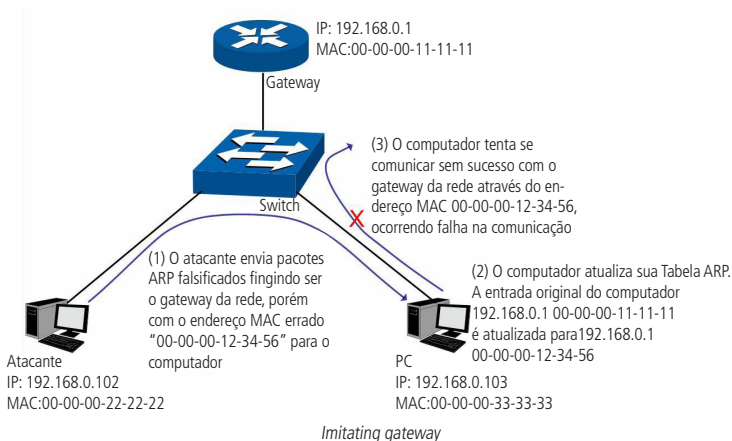 IP: 192.168.0.1
MAC:00-00-00-11-11-11
Gateway
(3) O computador tenta se
comunicar sem sucesso com o
gateway da rede através do en-
dereço MAC 00-00-00-12-34-56,
ocorrendo falha na comunicação
Switch
(1) O atacante envia pacotes
ARP falsificados fingindo ser
o gateway da rede, porém
com o endereço MAC errado
“00-00-00-12-34-56” para o
computador
(2) O computador atualiza sua Tabela ARP.
A entrada original do computador
192.168.0.1 00-00-00-11-11-11
é atualizada para192.168.0.1
00-00-00-12-34-56
Atacante
IP: 192.168.0.102
MAC:00-00-00-22-22-22
PC
IP: 192.168.0.103
MAC:00-00-00-33-33-33
Imitating gateway